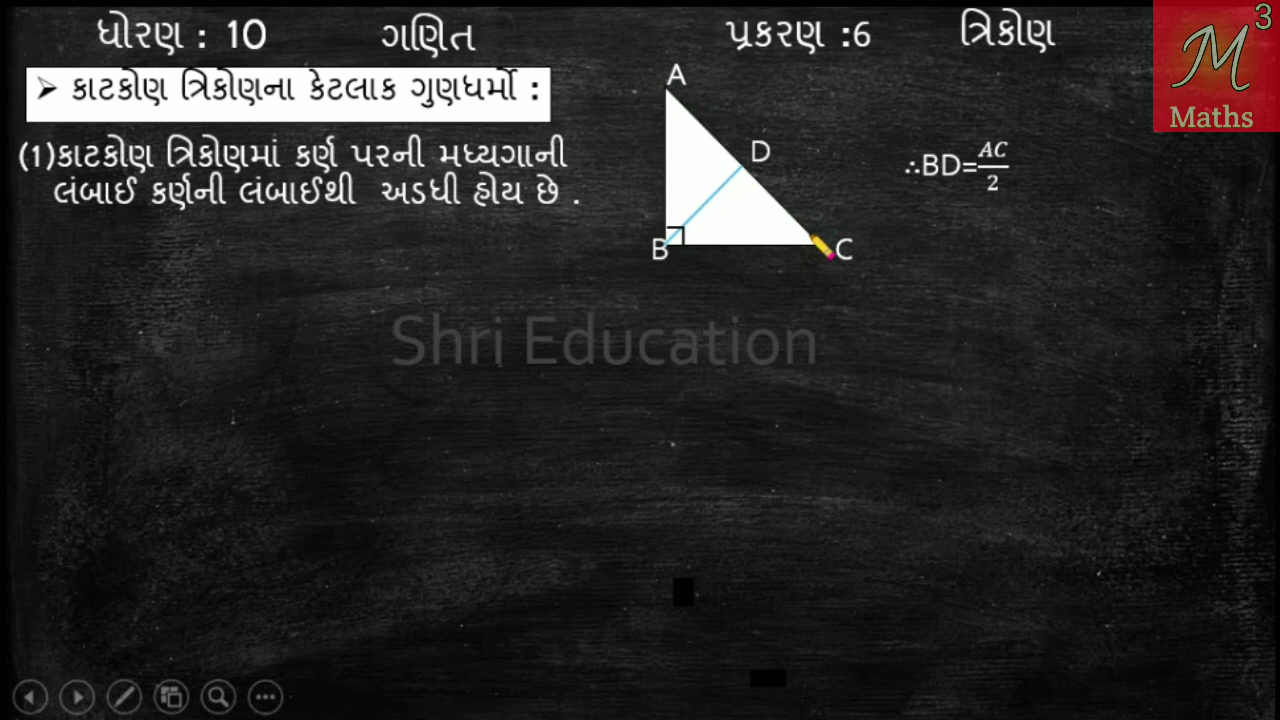 ધોરણ : 10 ગણિત પ્રકરણ :6 ત્રિકોણ
M 3
Maths
➢ કાટકોણ ત્રિકોણના કેટલાક ગુણધર્મો :
(1)કાટકોણ ત્રિકોણમાં કર્ણ પરની મધ્યગાની
લંબાઈ કર્ણની લંબાઈથી અડધી હોય છે .
A
D
B
C
∴BD=AC/2
Shri Education